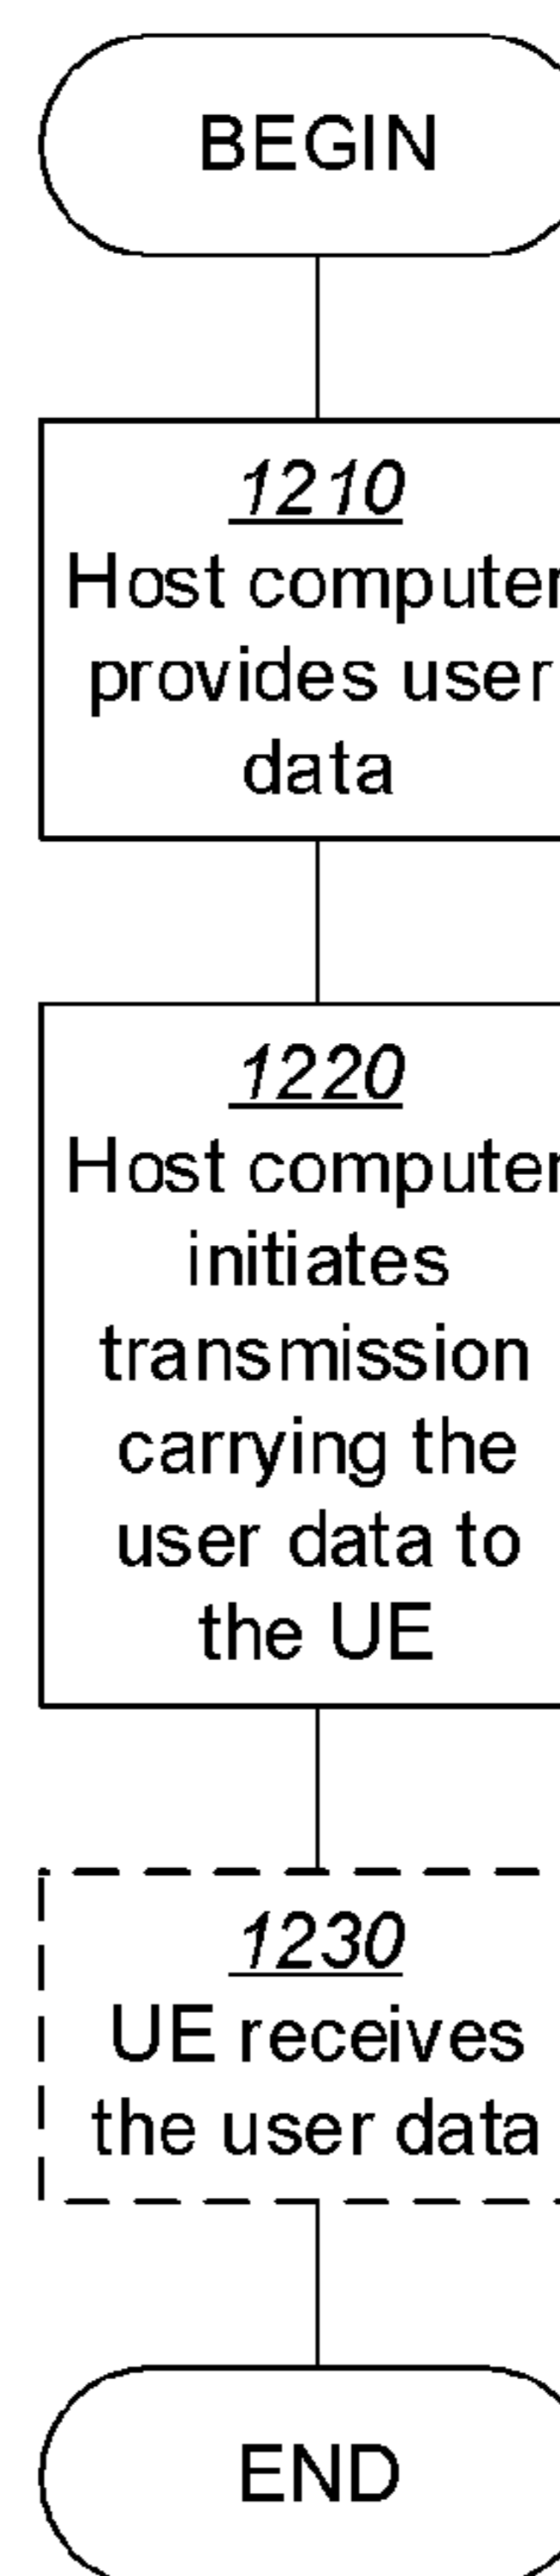 BEGIN
1210
Host computer
provides user
data
1220
Host computer
initiates
transmission
carrying the
user data to
the UE
1230
UE receives
the user data
END